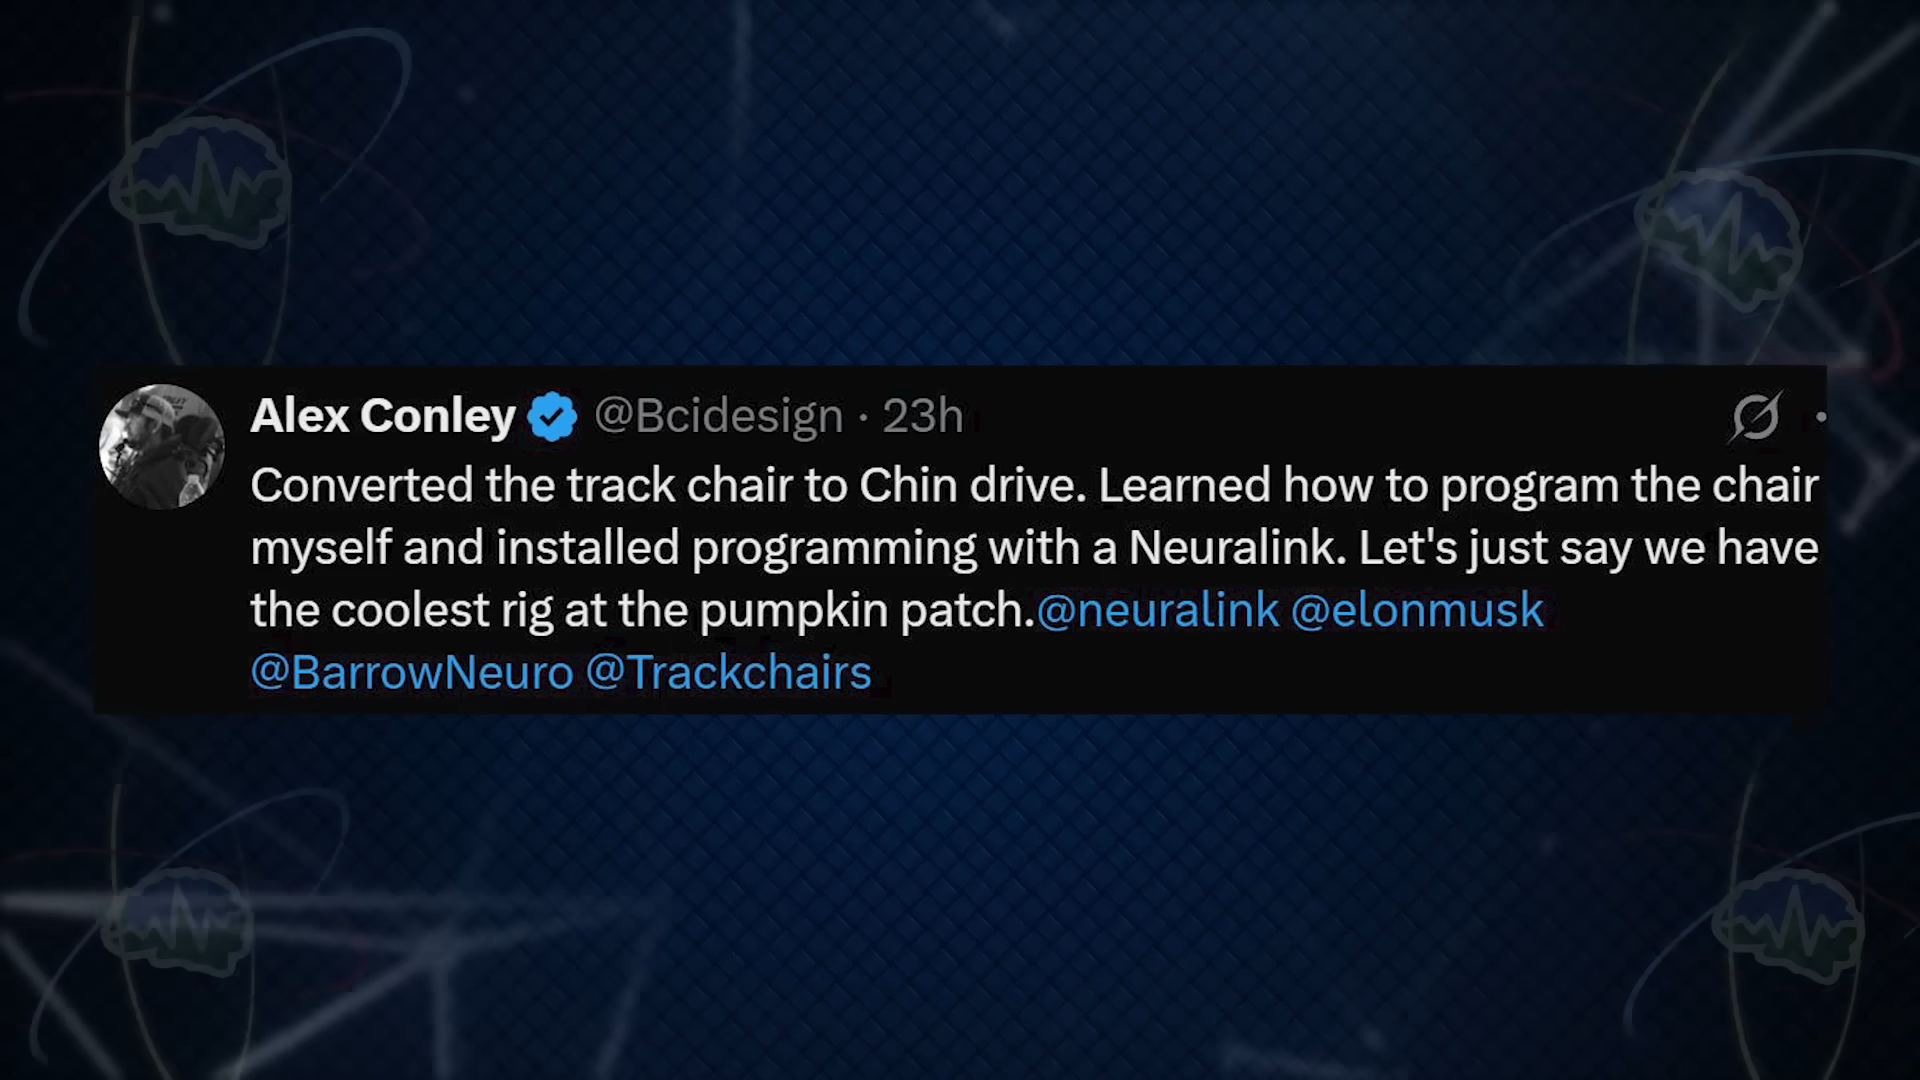 Alex Conley @Bcidesign · 23h
Converted the track chair to Chin drive. Learned how to program the chair
myself and installed programming with a Neuralink. Let's just say we have
the coolest rig at the pumpkin patch.@neuralink @elonmusk
@BarrowNeuro @Trackchairs